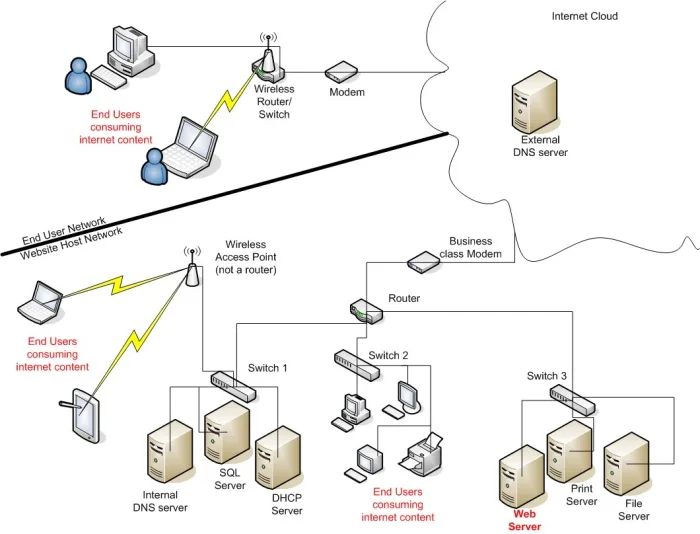 Internet Cloud
Wireless
Router/
Switch
Modem
End Users
consuming
internet content
External
DNS server
End User Network
Website Host Network
Wireless
Access Point
(not a router)
Business
class Modem
Router
End Users
consuming
internet content
Switch 1
Switch 2
Switch 3
Internal
DNS server
SQL
Server
DHCP
Server
End Users
consuming
internet content
Web
Server
Print
Server
File
Server